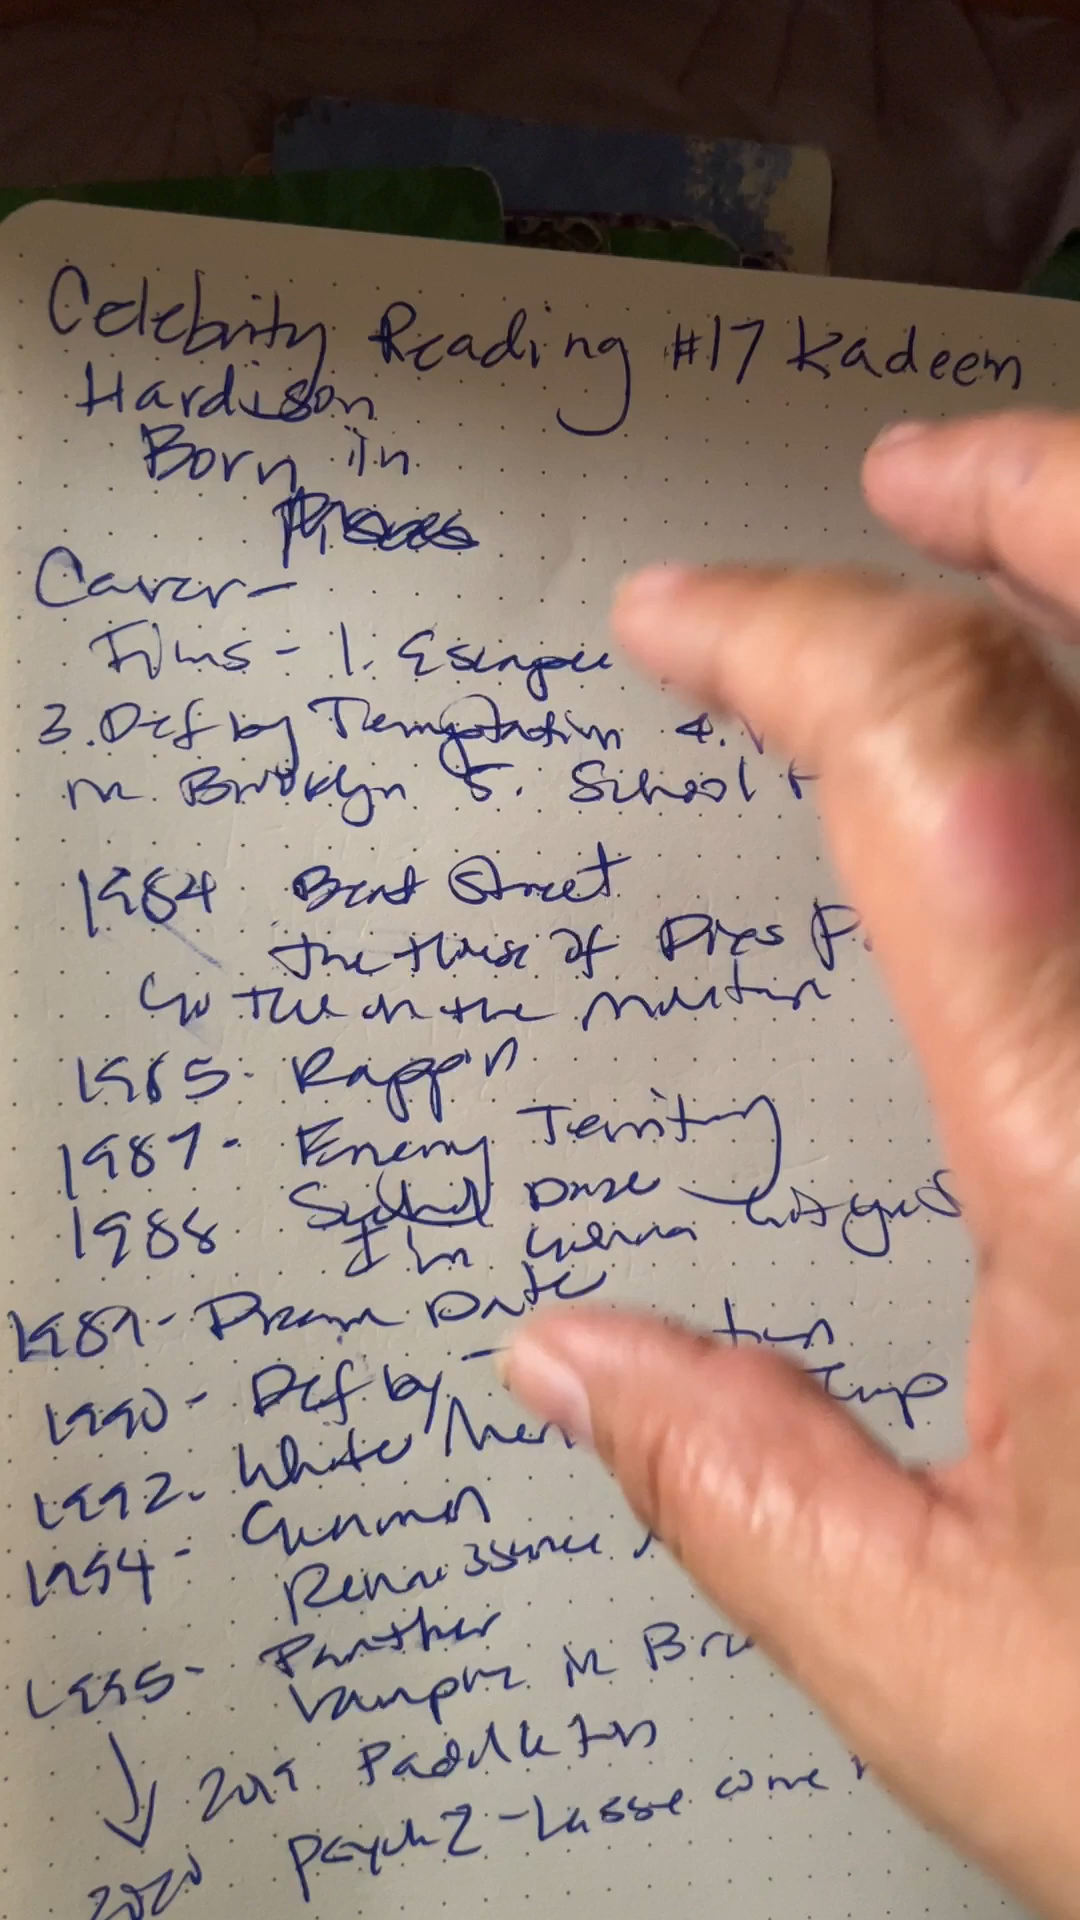 Celebrity Reading #17 Kadeem
Hardison
Born in
Career-
Films - 1. Escapee
3. Def by Temptation 4.
in Brooklyn 5. School
1984 Beat Street
The House of Dies
Go Tell it on the Mountain
1985- Rappin
1987- Enemy Territory
1988 School Daze
I'm Gonna Git you
1989- Dream Date
1990- Def by
1992- White Men
1994- Gunmen
Renaissance
1995- Panther
Vampire in
2019 Paddleton
2020 Psych 2 - Lassie come